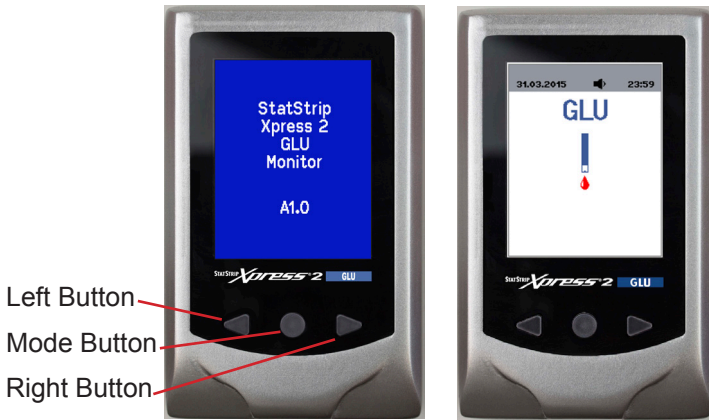 StatStrip
Xpress 2
GLU
Monitor
A1.0
STATSTRIP Xpress® 2 GLU
Left Button
Mode Button
Right Button
31.03.2015 23:59
GLU
STATSTRIP Xpress® 2 GLU